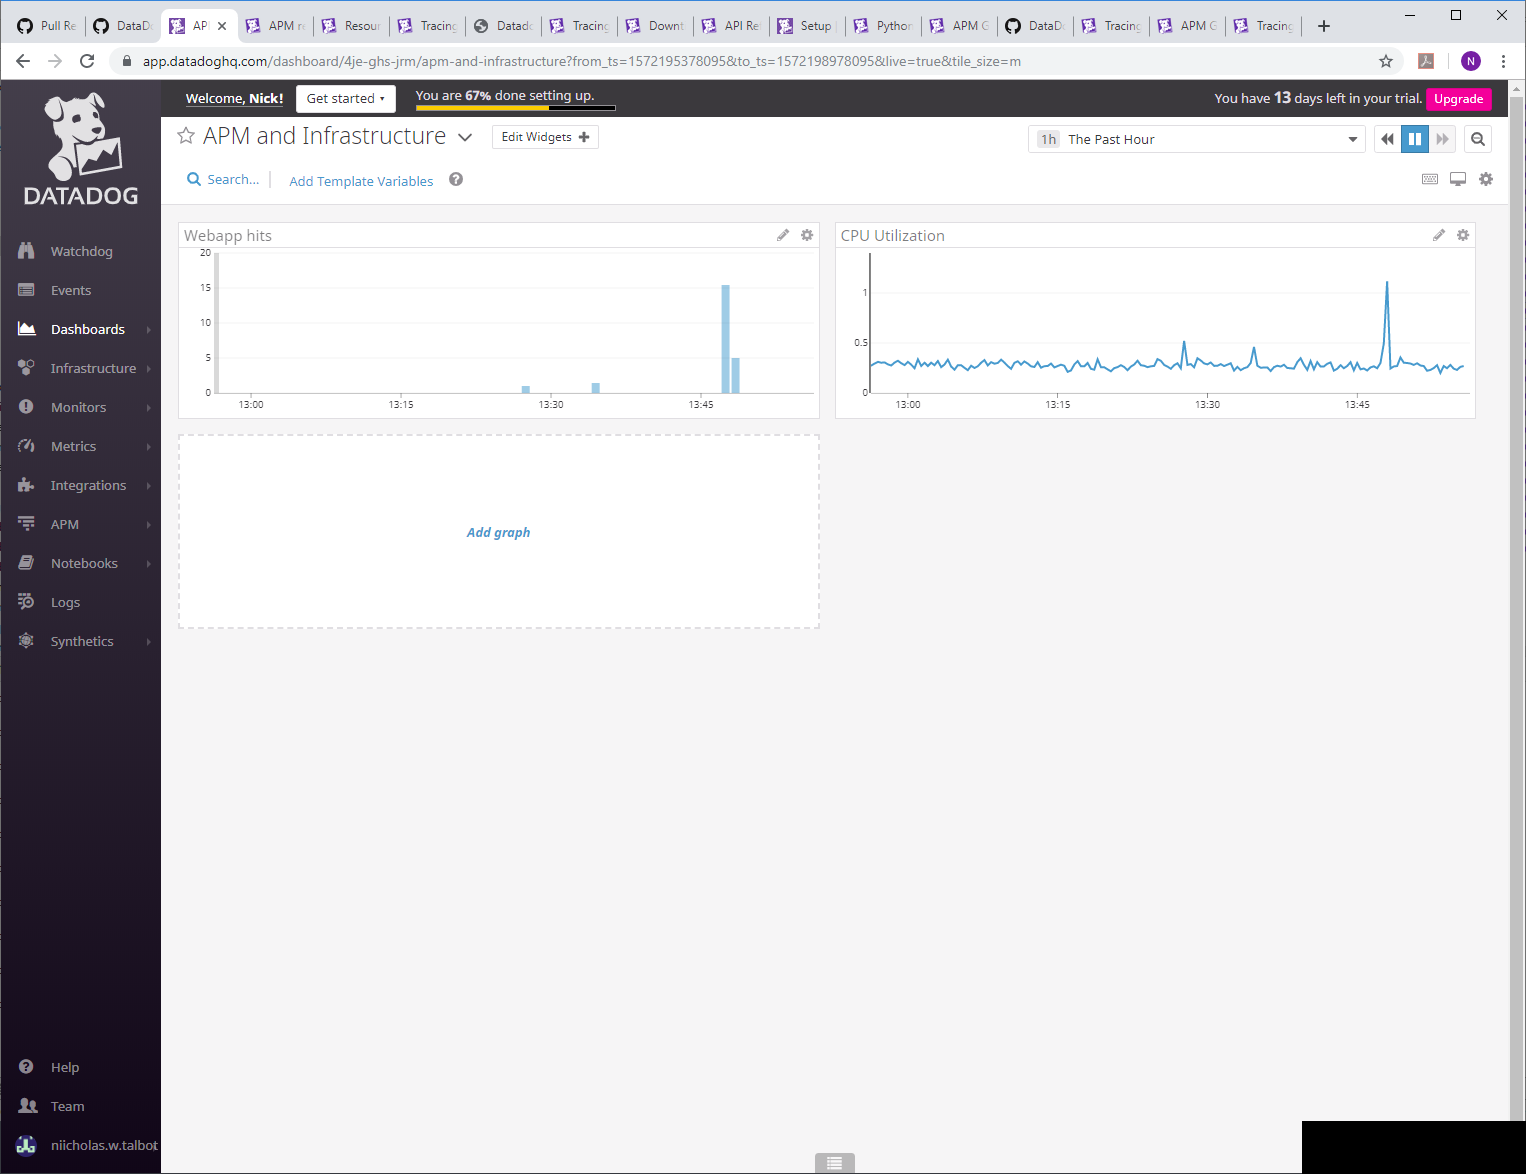 Pull Re
DataD
AP
APM r
Resour
Tracing
Datado
Tracing
Downt
API Re
Setup
Python
APM G
DataD
Tracing
APM G
Tracing
app.datadoghq.com/dashboard/4je-ghs-jrm/apm-and-infrastructure?from_ts=1572195378095&to_ts=1572198978095&live=true&tile_size=m
N
DATADOG
Welcome, Nick!
Get started
You are 67% done setting up.
You have 13 days left in your trial.
Upgrade
APM and Infrastructure
Edit Widgets
1h The Past Hour
Search...
Add Template Variables
Watchdog
Events
Dashboards
Infrastructure
Monitors
Metrics
Integrations
APM
Notebooks
Logs
Synthetics
Help
Team
niicholas.w.talbot
Webapp hits
20
15
10
5
0
13:00 13:15 13:30 13:45
CPU Utilization
1
0.5
0
13:00 13:15 13:30 13:45
Add graph